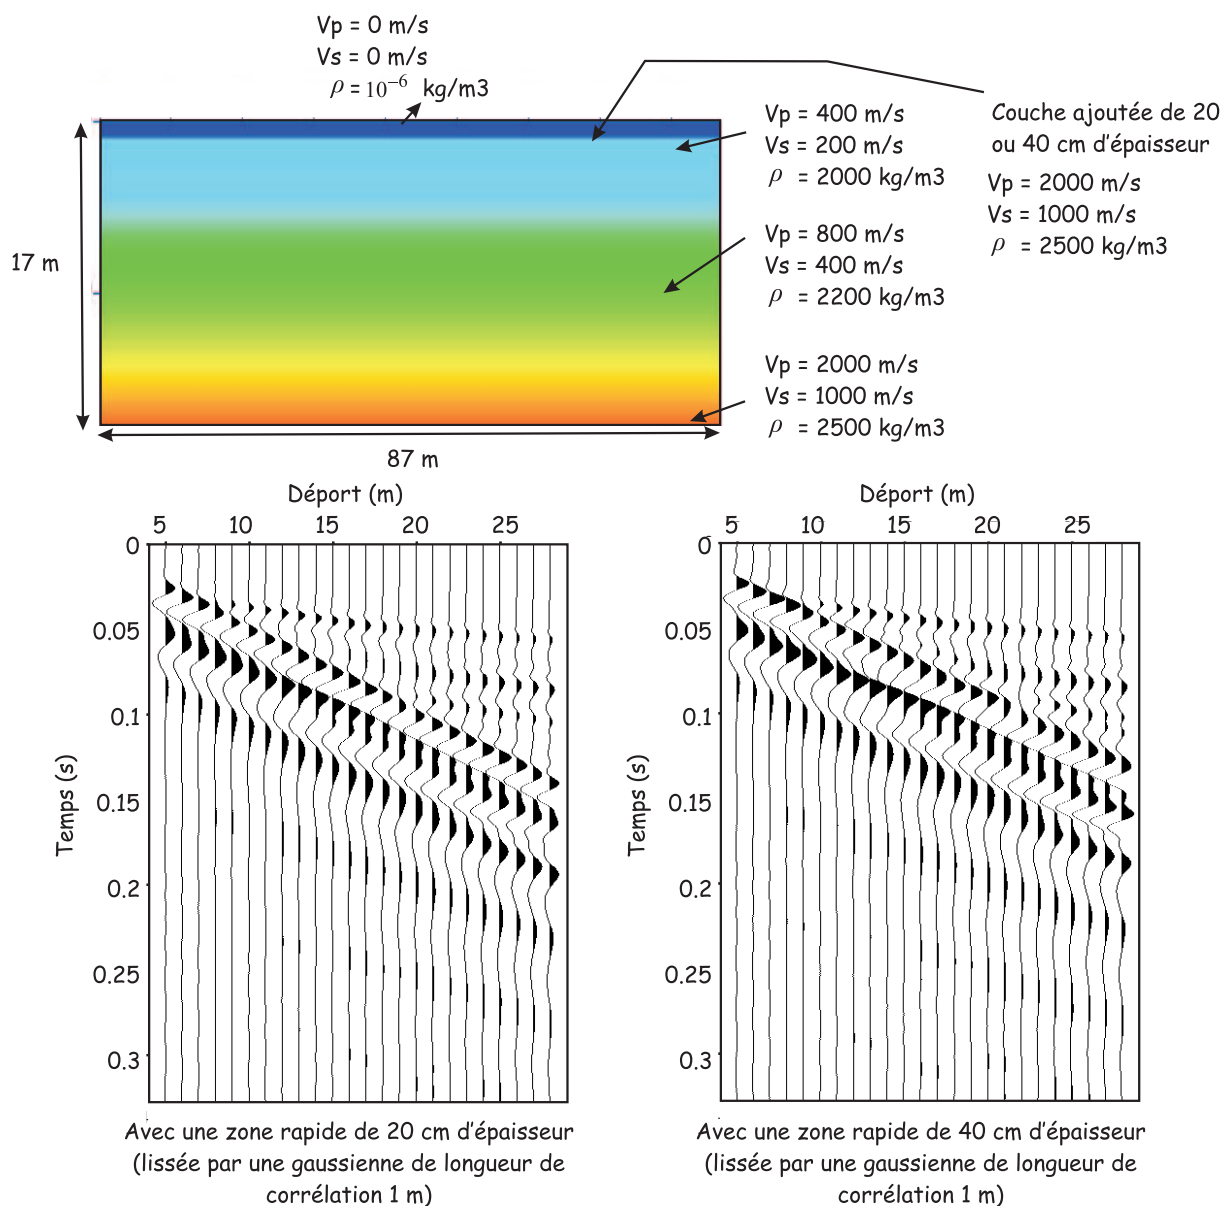 Vp = 0 m/s
Vs = 0 m/s
ρ = 10⁻⁶ kg/m3
Vp = 400 m/s
Vs = 200 m/s
ρ = 2000 kg/m3
Couche ajoutée de 20
ou 40 cm d'épaisseur
Vp = 2000 m/s
Vs = 1000 m/s
ρ = 2500 kg/m3
Vp = 800 m/s
Vs = 400 m/s
ρ = 2200 kg/m3
17 m
Vp = 2000 m/s
Vs = 1000 m/s
ρ = 2500 kg/m3
87 m
Déport (m)
5 10 15 20 25
0
0.05
0.1
0.15
0.2
0.25
0.3
Temps (s)
Avec une zone rapide de 20 cm d'épaisseur
(lissée par une gaussienne de longueur de
corrélation 1 m)
Déport (m)
5 10 15 20 25
0
0.05
0.1
0.15
0.2
0.25
0.3
Temps (s)
Avec une zone rapide de 40 cm d'épaisseur
(lissée par une gaussienne de longueur de
corrélation 1 m)